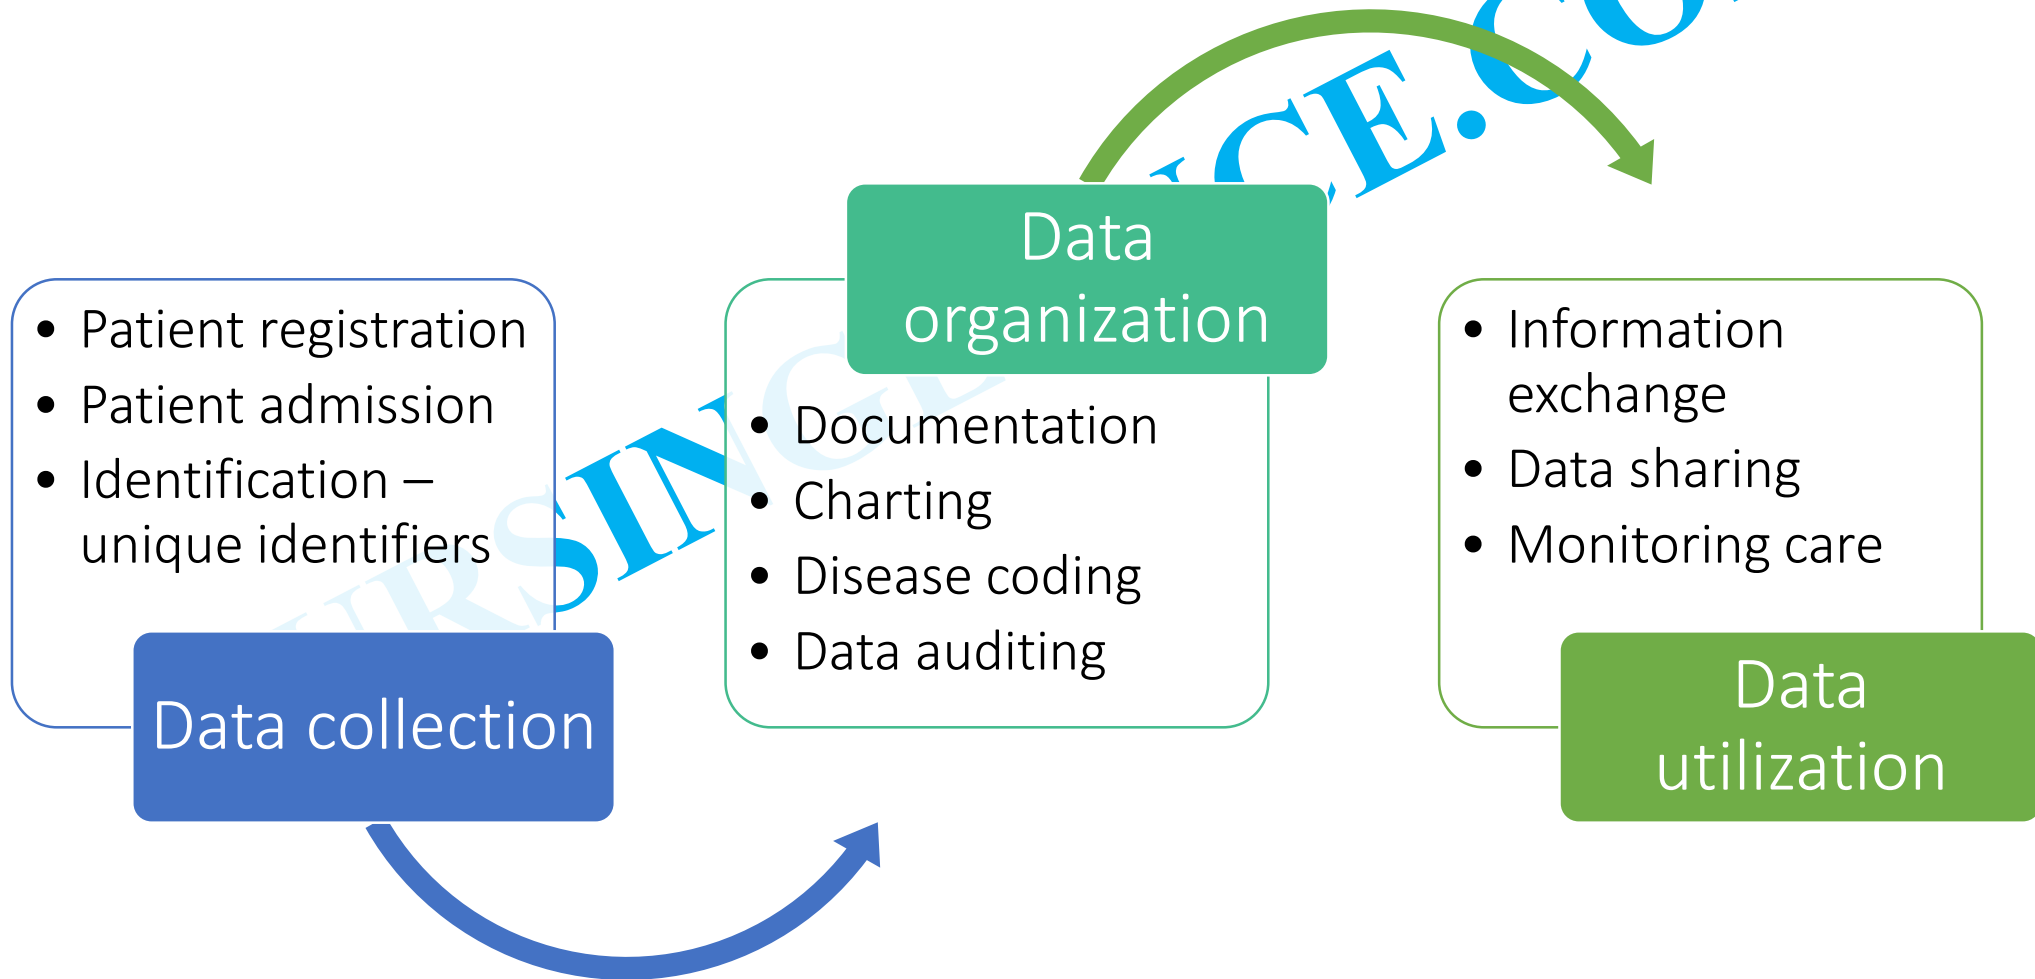 • Patient registration
• Patient admission
• Identification –
unique identifiers
Data collection
Data
organization
• Documentation
• Charting
• Disease coding
• Data auditing
• Information
exchange
• Data sharing
• Monitoring care
Data
utilization